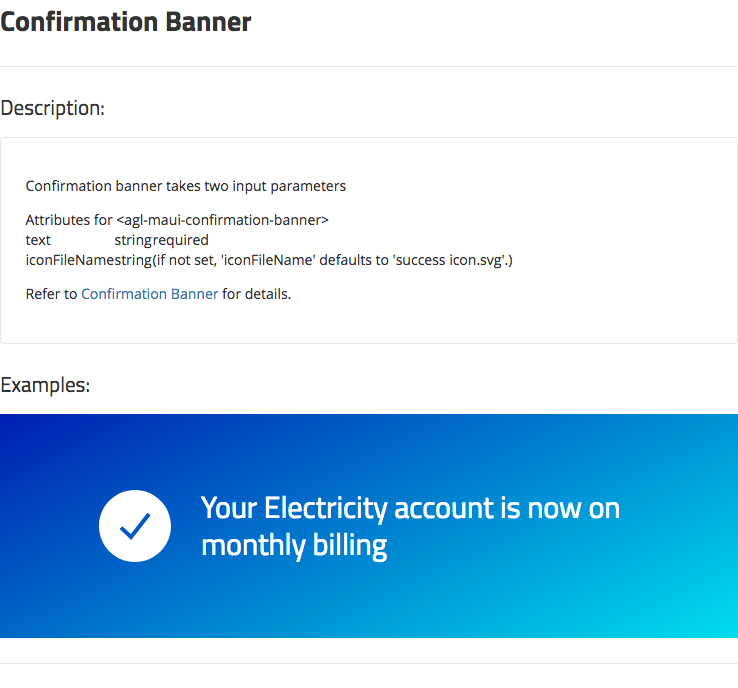 Confirmation Banner
Description:
Confirmation banner takes two input parameters
Attributes for <agl-maui-confirmation-banner>
text stringrequired
iconFileNamestring(if not set, 'iconFileName' defaults to 'success icon.svg'.)
Refer to Confirmation Banner for details.
Examples:
Your Electricity account is now on
monthly billing